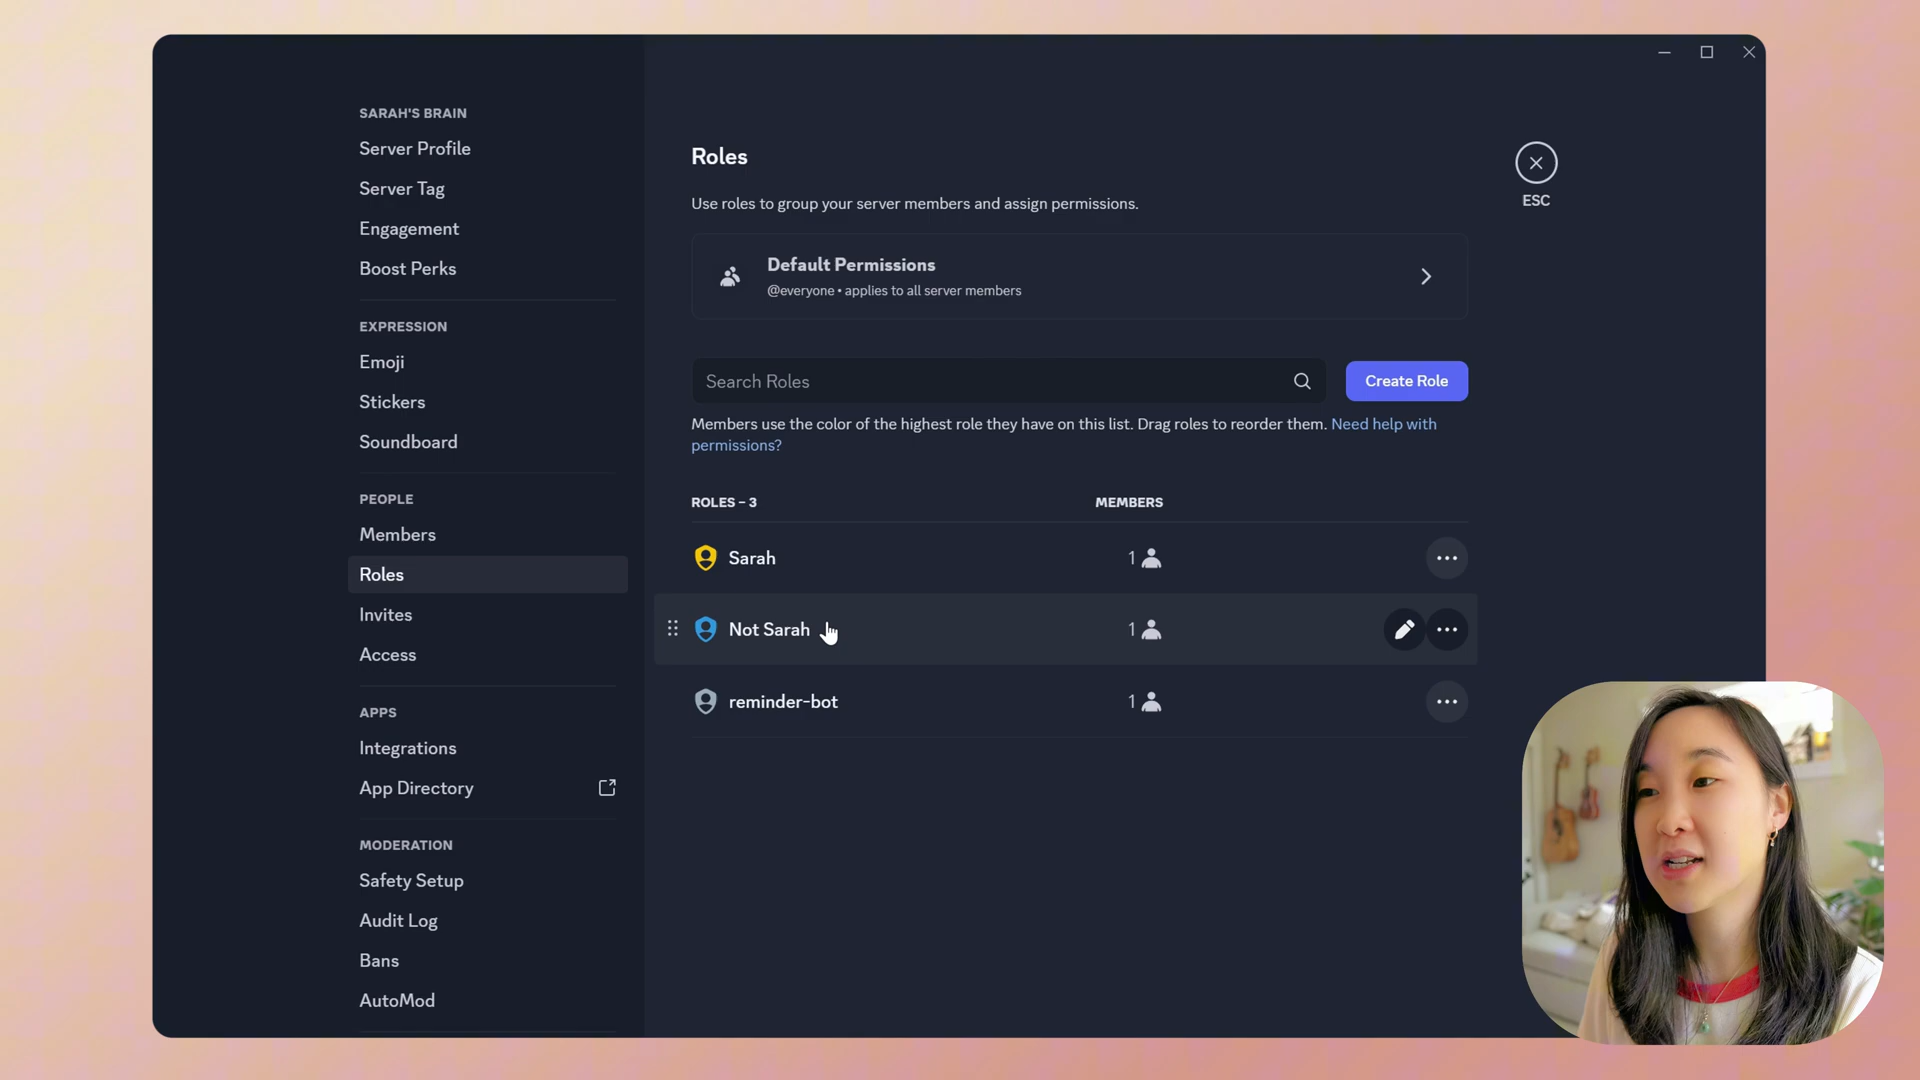 SARAH'S BRAIN
Server Profile
Server Tag
Engagement
Boost Perks
EXPRESSION
Emoji
Stickers
Soundboard
PEOPLE
Members
Roles
Invites
Access
APPS
Integrations
App Directory
MODERATION
Safety Setup
Audit Log
Bans
AutoMod
Roles
ESC
Use roles to group your server members and assign permissions.
Default Permissions
@everyone • applies to all server members
Search Roles
Create Role
Members use the color of the highest role they have on this list. Drag roles to reorder them. Need help with
permissions?
ROLES – 3 MEMBERS
Sarah 1
Not Sarah 1
reminder-bot 1